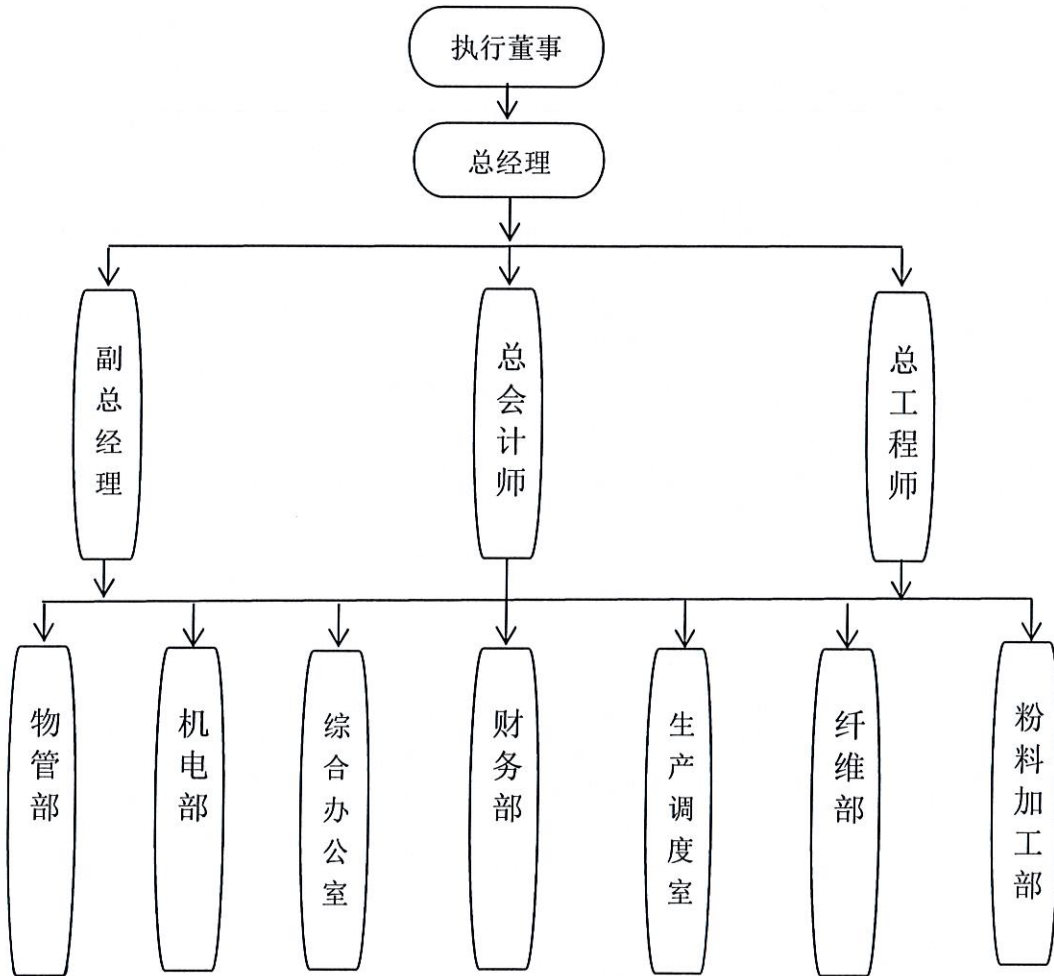 执行董事
总经理
副总经理
总会计师
总工程师
物管部
机电部
综合办公室
财务部
生产调度室
纤维部
粉料加工部